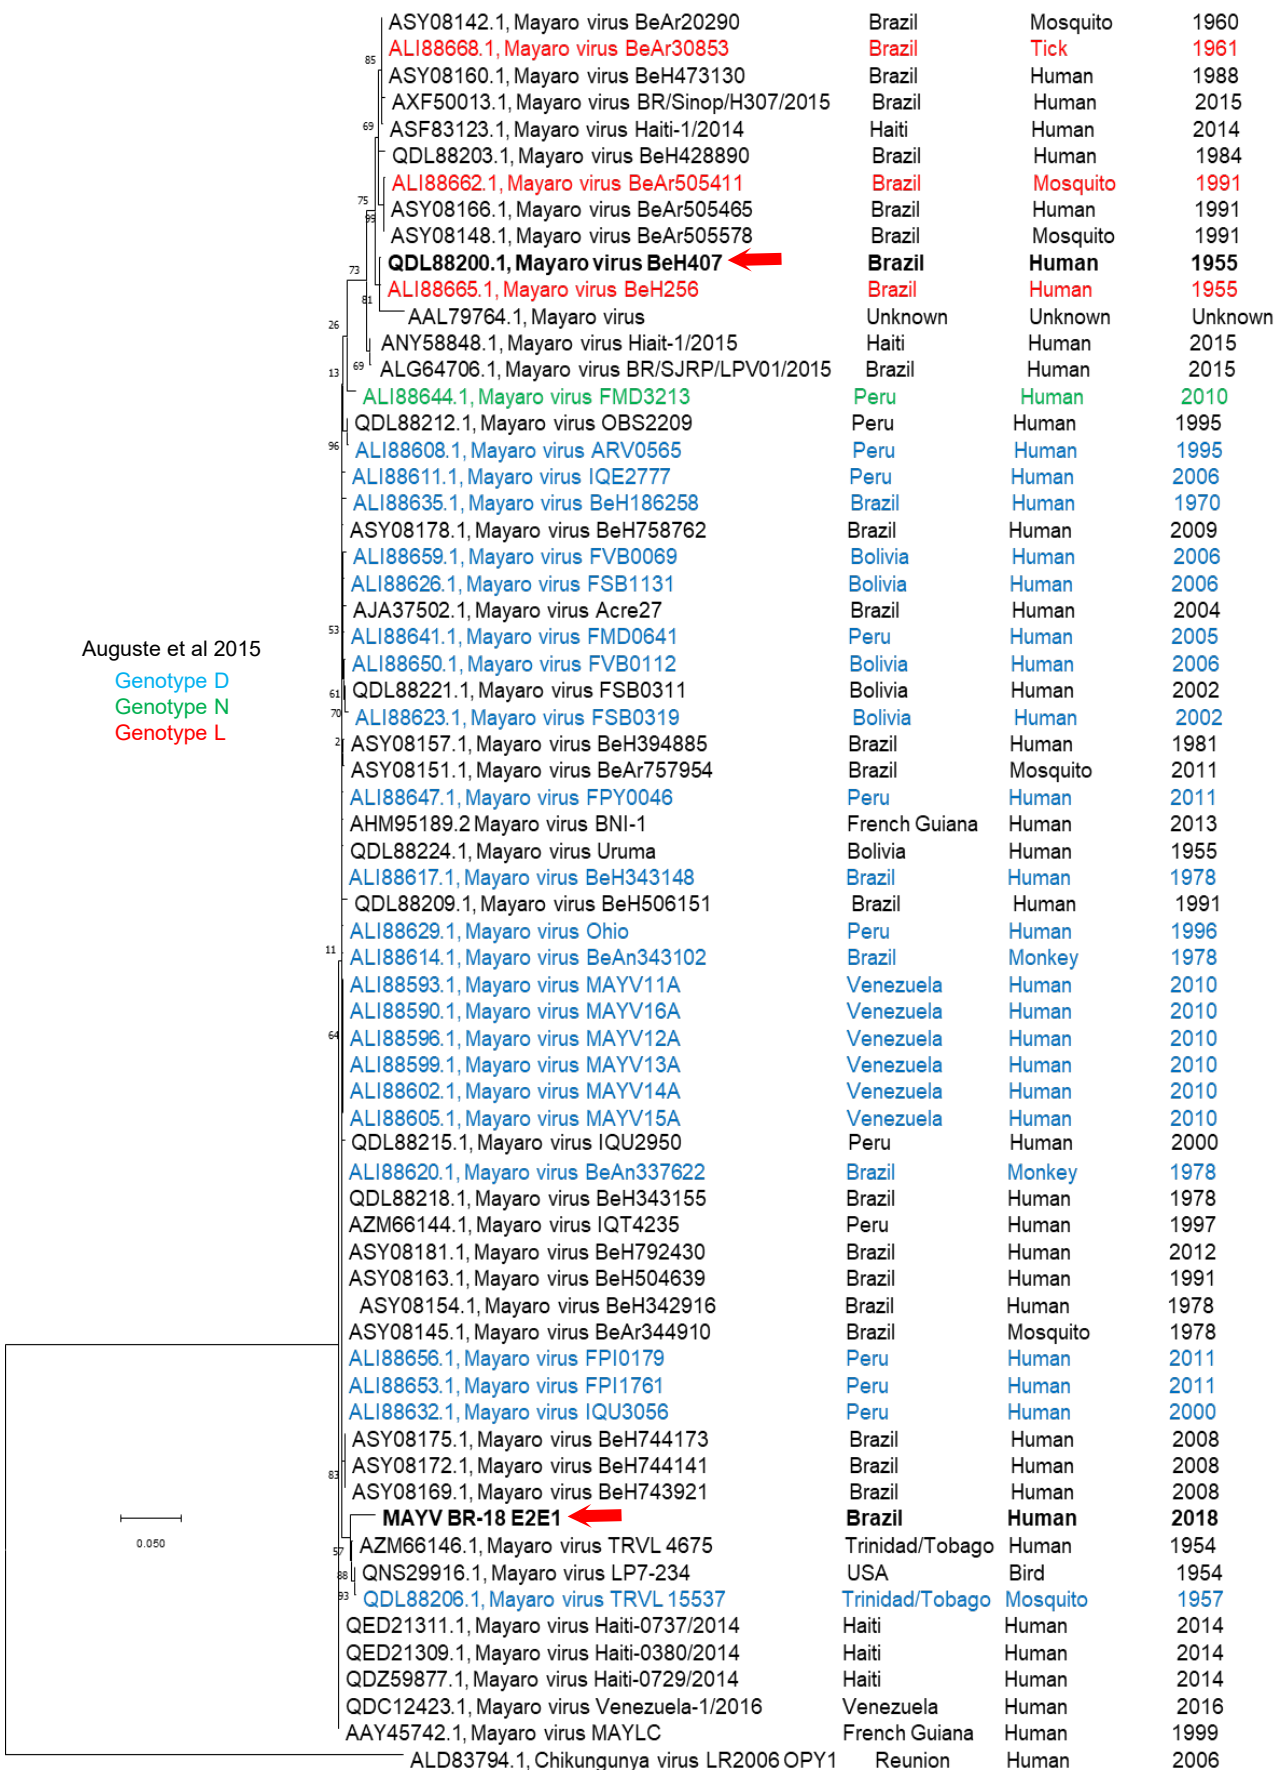 ASY08142.1, Mayaro virus BeAr20290 Brazil Mosquito 1960
ALI88668.1, Mayaro virus BeAr30853 Brazil Tick 1961
85
ASY08160.1, Mayaro virus BeH473130 Brazil Human 1988
AXF50013.1, Mayaro virus BR/Sinop/H307/2015 Brazil Human 2015
69 ASF83123.1, Mayaro virus Haiti-1/2014 Haiti Human 2014
QDL88203.1, Mayaro virus BeH428890 Brazil Human 1984
ALI88662.1, Mayaro virus BeAr505411 Brazil Mosquito 1991
75
ASY08166.1, Mayaro virus BeAr505465 Brazil Human 1991
99
ASY08148.1, Mayaro virus BeAr505578 Brazil Mosquito 1991
QDL88200.1, Mayaro virus BeH407 Brazil Human 1955
73
ALI88665.1, Mayaro virus BeH256 Brazil Human 1955
81
AAL79764.1, Mayaro virus Unknown Unknown Unknown
26
ANY58848.1, Mayaro virus Hiait-1/2015 Haiti Human 2015
13 69 ALG64706.1, Mayaro virus BR/SJRP/LPV01/2015 Brazil Human 2015
ALI88644.1, Mayaro virus FMD3213 Peru Human 2010
QDL88212.1, Mayaro virus OBS2209 Peru Human 1995
96 ALI88608.1, Mayaro virus ARV0565 Peru Human 1995
ALI88611.1, Mayaro virus IQE2777 Peru Human 2006
ALI88635.1, Mayaro virus BeH186258 Brazil Human 1970
ASY08178.1, Mayaro virus BeH758762 Brazil Human 2009
ALI88659.1, Mayaro virus FVB0069 Bolivia Human 2006
ALI88626.1, Mayaro virus FSB1131 Bolivia Human 2006
AJA37502.1, Mayaro virus Acre27 Brazil Human 2004
53 ALI88641.1, Mayaro virus FMD0641 Peru Human 2005
Auguste et al 2015
ALI88650.1, Mayaro virus FVB0112 Bolivia Human 2006
Genotype D
61 QDL88221.1, Mayaro virus FSB0311 Bolivia Human 2002
Genotype N
70 ALI88623.1, Mayaro virus FSB0319 Bolivia Human 2002
Genotype L
2 ASY08157.1, Mayaro virus BeH394885 Brazil Human 1981
ASY08151.1, Mayaro virus BeAr757954 Brazil Mosquito 2011
ALI88647.1, Mayaro virus FPY0046 Peru Human 2011
AHM95189.2 Mayaro virus BNI-1 French Guiana Human 2013
QDL88224.1, Mayaro virus Uruma Bolivia Human 1955
ALI88617.1, Mayaro virus BeH343148 Brazil Human 1978
QDL88209.1, Mayaro virus BeH506151 Brazil Human 1991
ALI88629.1, Mayaro virus Ohio Peru Human 1996
11 ALI88614.1, Mayaro virus BeAn343102 Brazil Monkey 1978
ALI88593.1, Mayaro virus MAYV11A Venezuela Human 2010
ALI88590.1, Mayaro virus MAYV16A Venezuela Human 2010
64 ALI88596.1, Mayaro virus MAYV12A Venezuela Human 2010
ALI88599.1, Mayaro virus MAYV13A Venezuela Human 2010
ALI88602.1, Mayaro virus MAYV14A Venezuela Human 2010
ALI88605.1, Mayaro virus MAYV15A Venezuela Human 2010
QDL88215.1, Mayaro virus IQU2950 Peru Human 2000
ALI88620.1, Mayaro virus BeAn337622 Brazil Monkey 1978
QDL88218.1, Mayaro virus BeH343155 Brazil Human 1978
AZM66144.1, Mayaro virus IQT4235 Peru Human 1997
ASY08181.1, Mayaro virus BeH792430 Brazil Human 2012
ASY08163.1, Mayaro virus BeH504639 Brazil Human 1991
ASY08154.1, Mayaro virus BeH342916 Brazil Human 1978
ASY08145.1, Mayaro virus BeAr344910 Brazil Mosquito 1978
ALI88656.1, Mayaro virus FPI0179 Peru Human 2011
ALI88653.1, Mayaro virus FPI1761 Peru Human 2011
ALI88632.1, Mayaro virus IQU3056 Peru Human 2000
ASY08175.1, Mayaro virus BeH744173 Brazil Human 2008
83 ASY08172.1, Mayaro virus BeH744141 Brazil Human 2008
ASY08169.1, Mayaro virus BeH743921 Brazil Human 2008
MAYV BR-18 E2E1 Brazil Human 2018
0.050
57 AZM66146.1, Mayaro virus TRVL 4675 Trinidad/Tobago Human 1954
88 QNS29916.1, Mayaro virus LP7-234 USA Bird 1954
93 QDL88206.1, Mayaro virus TRVL 15537 Trinidad/Tobago Mosquito 1957
QED21311.1, Mayaro virus Haiti-0737/2014 Haiti Human 2014
QED21309.1, Mayaro virus Haiti-0380/2014 Haiti Human 2014
QDZ59877.1, Mayaro virus Haiti-0729/2014 Haiti Human 2014
QDC12423.1, Mayaro virus Venezuela-1/2016 Venezuela Human 2016
AAY45742.1, Mayaro virus MAYLC French Guiana Human 1999
ALD83794.1, Chikungunya virus LR2006 OPY1 Reunion Human 2006